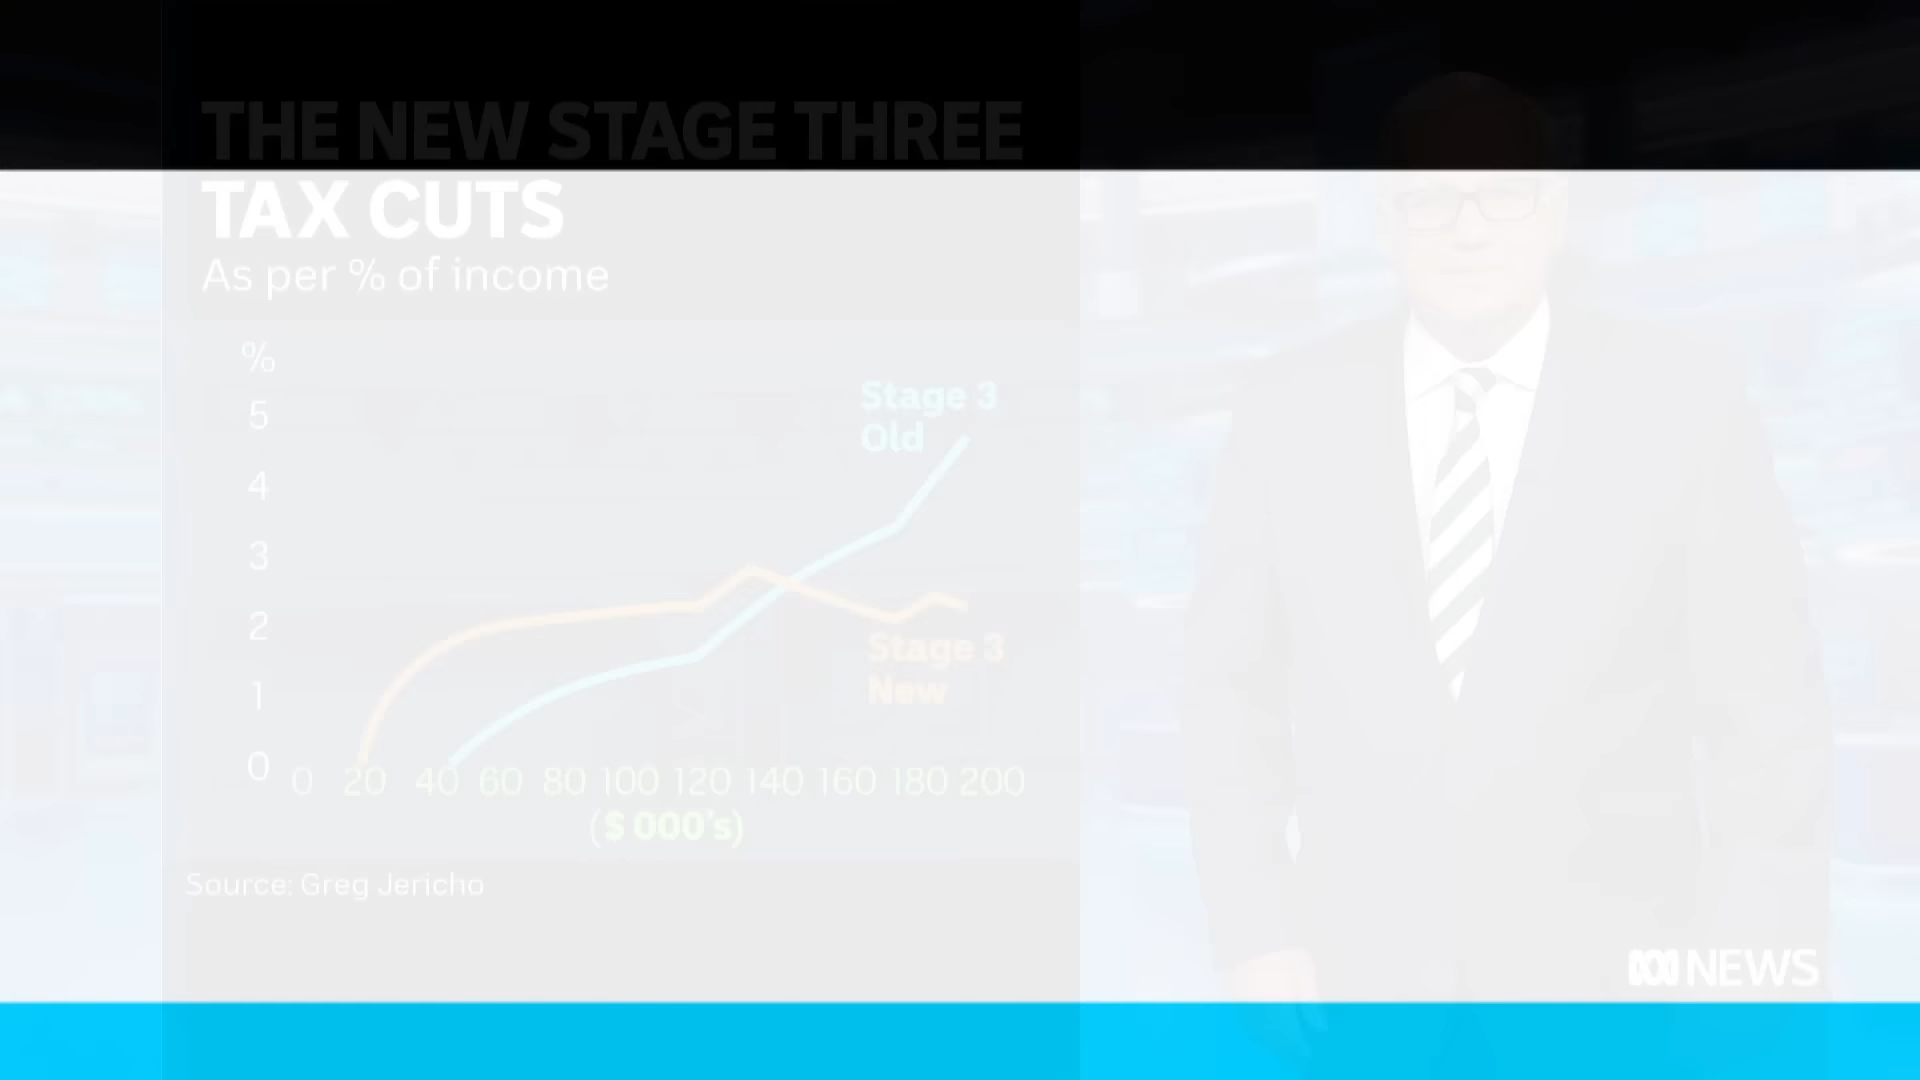 THE NEW STAGE THREE
TAX CUTS
As per % of income
%
5
4
3
2
1
0
Stage 3
Old
Stage 3
New
0 20 40 60 80 100 120 140 160 180 200
($ 000's)
Source: Greg Jericho
NEWS